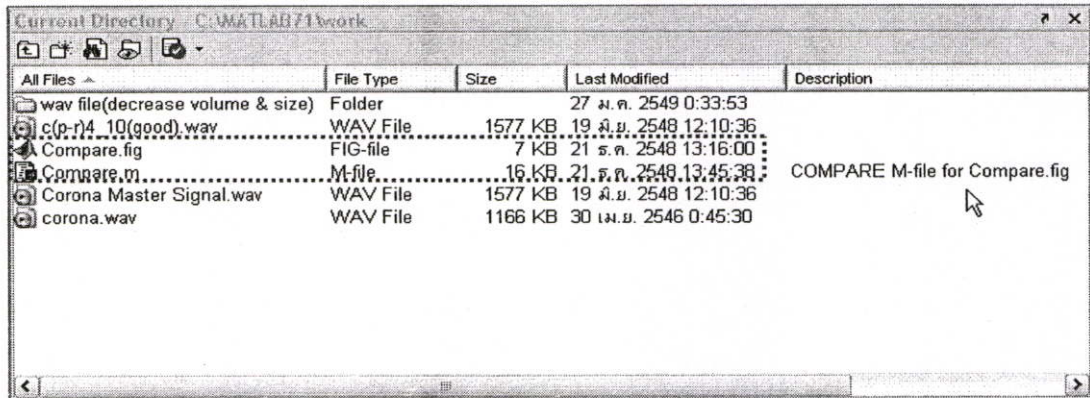 Current Directory - C:\MATLAB71\work
All Files File Type Size Last Modified Description
wav file(decrease volume & size) Folder 27 ม.ค. 2549 0:33:53
c(p-r)4_10(good).wav WAV File 1577 KB 19 มิ.ย. 2548 12:10:36
Compare.fig FIG-file 7 KB 21 ธ.ค. 2548 13:16:00
Compare.m M-file 16 KB 21 ธ.ค. 2548 13:45:38 COMPARE M-file for Compare.fig
Corona Master Signal.wav WAV File 1577 KB 19 มิ.ย. 2548 12:10:36
corona.wav WAV File 1166 KB 30 เม.ย. 2546 0:45:30